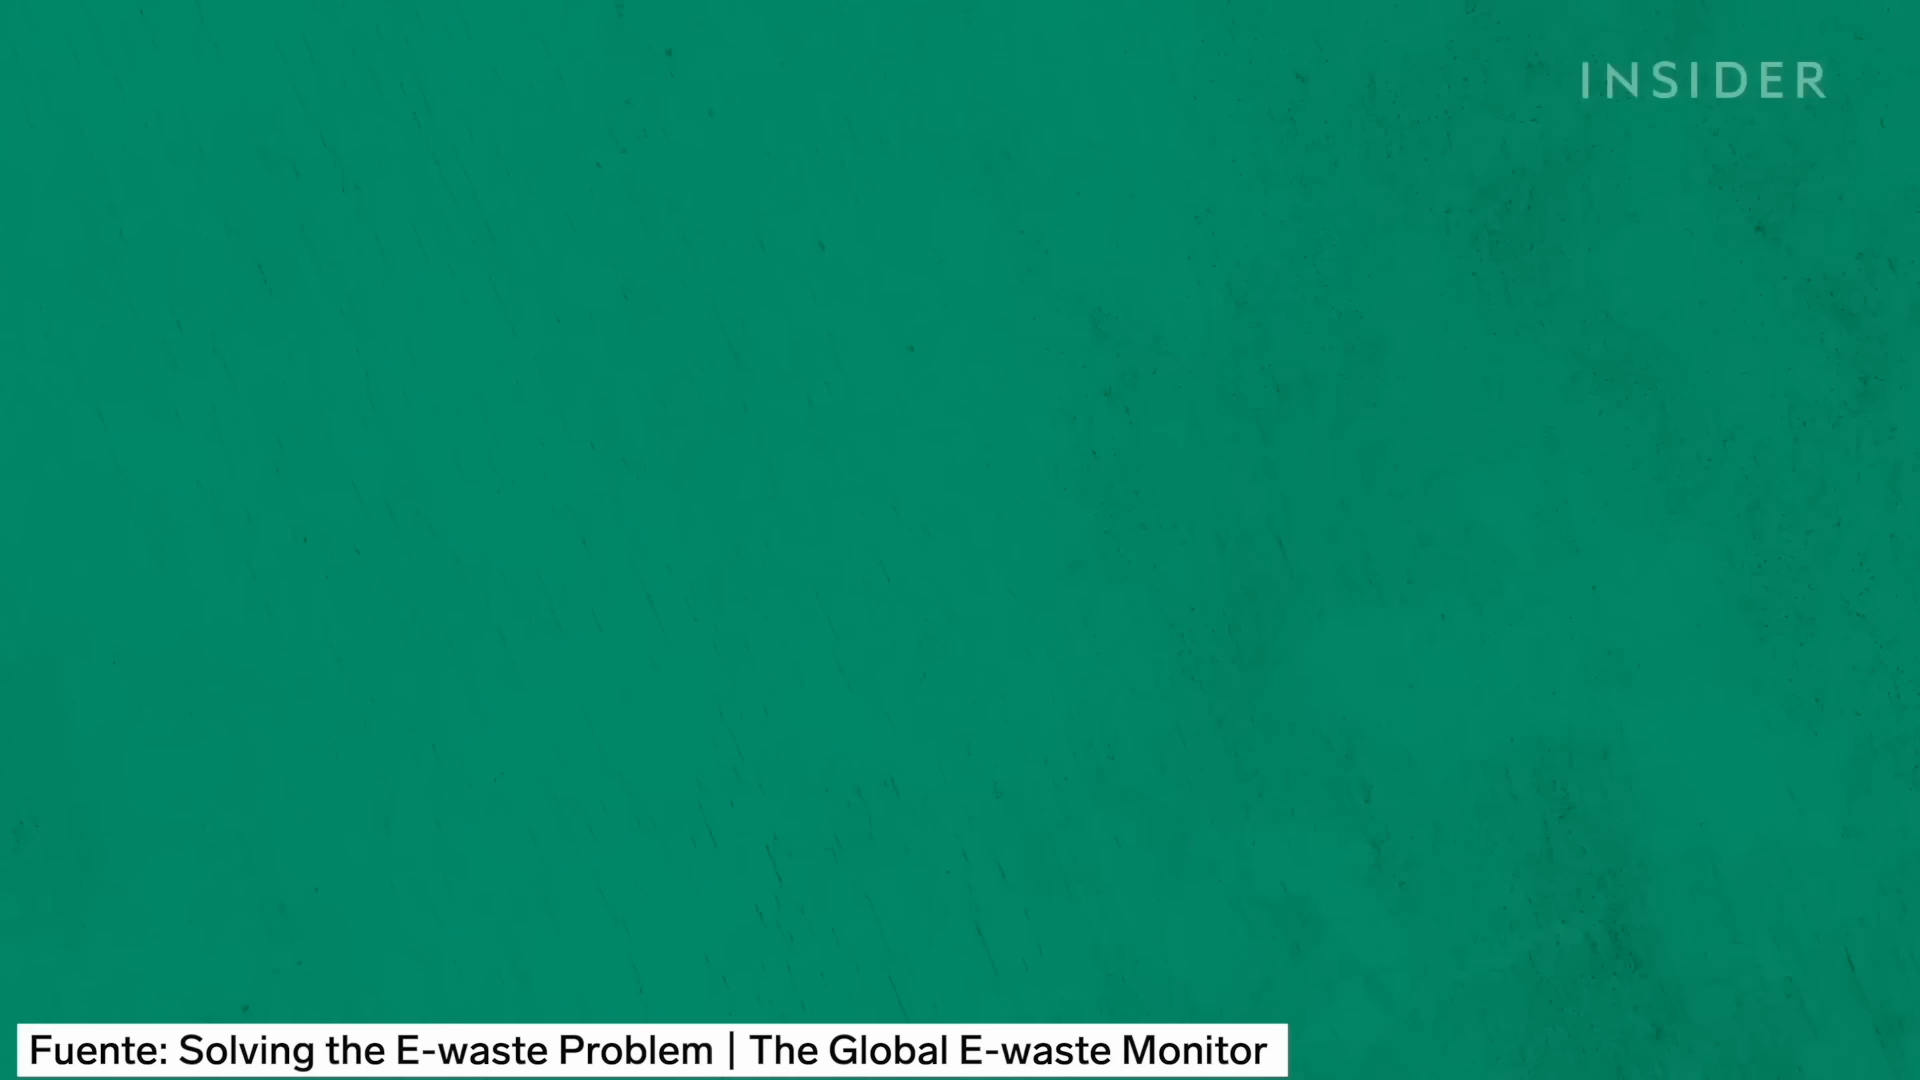 INSIDER
Fuente: Solving the E-waste Problem | The Global E-waste Monitor